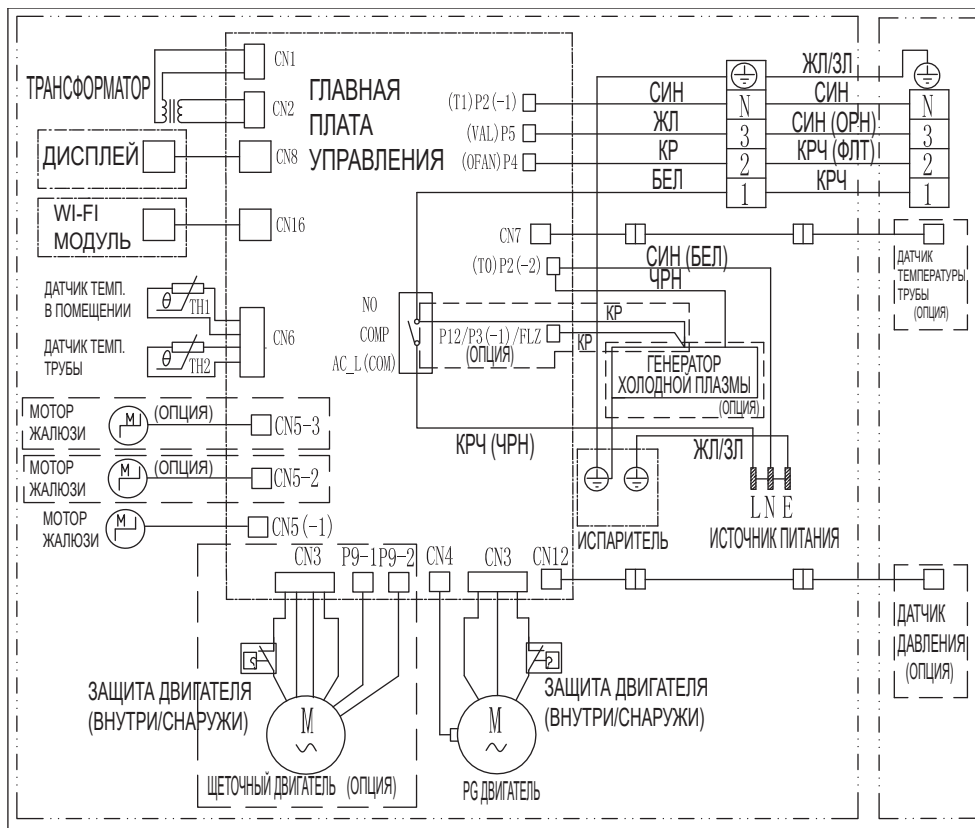 ТРАНСФОРМАТОР
CN1
CN2
ГЛАВНАЯ
ПЛАТА
УПРАВЛЕНИЯ
ДИСПЛЕЙ
CN8
WI-FI
МОДУЛЬ
CN16
(T1)P2(-1)
(VAL)P5
(OFAN)P4
СИН
ЖЛ
КР
БЕЛ
N
3
2
1
ЖЛ/ЗЛ
СИН
СИН (ОРН)
КРЧ (ФЛТ)
КРЧ
N
3
2
1
CN7
(T0)P2(-2)
СИН (БЕЛ)
ЧРН
ДАТЧИК
ТЕМПЕРАТУРЫ
ТРУБЫ
(ОПЦИЯ)
ДАТЧИК ТЕМП.
В ПОМЕЩЕНИИ
θ
TH1
ДАТЧИК ТЕМП.
ТРУБЫ
θ
TH2
CN6
NO
COMP
AC_L(COM)
КР
P12/P3(-1)/FLZ
(ОПЦИЯ)
КР
ГЕНЕРАТОР
ХОЛОДНОЙ ПЛАЗМЫ
(ОПЦИЯ)
МОТОР
ЖАЛЮЗИ
M
(ОПЦИЯ)
CN5-3
МОТОР
ЖАЛЮЗИ
M
(ОПЦИЯ)
CN5-2
МОТОР
ЖАЛЮЗИ
M
CN5(-1)
КРЧ (ЧРН)
ЖЛ/ЗЛ
ИСПАРИТЕЛЬ
L N E
ИСТОЧНИК ПИТАНИЯ
CN3
P9-1
P9-2
CN4
CN3
CN12
ЗАЩИТА ДВИГАТЕЛЯ
(ВНУТРИ/СНАРУЖИ)
M
ЩЕТОЧНЫЙ ДВИГАТЕЛЬ (ОПЦИЯ)
M
PG ДВИГАТЕЛЬ
ЗАЩИТА ДВИГАТЕЛЯ
(ВНУТРИ/СНАРУЖИ)
ДАТЧИК
ДАВЛЕНИЯ
(ОПЦИЯ)